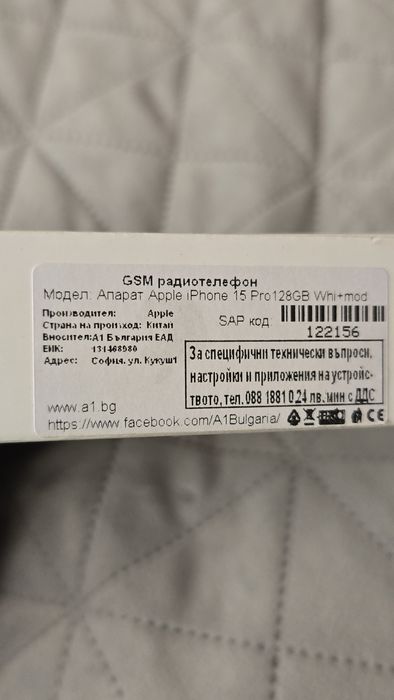 GSM радиотелефон
Модел: Апарат Apple iPhone 15 Pro128GB Whi+mod
Производител: Apple
Страна на произход: Китай
Вносител:А1 България ЕАД
ЕИК: 131468980
Адрес: София, ул. Кукуш1
SAP код
122156
За специфични технически въпроси,
настройки и приложения на устройс-
твото, тел. 088 1881 0.24 лв. мин с ДДС
www.a1.bg
https://www.facebook.com/A1Bulgaria/
CE